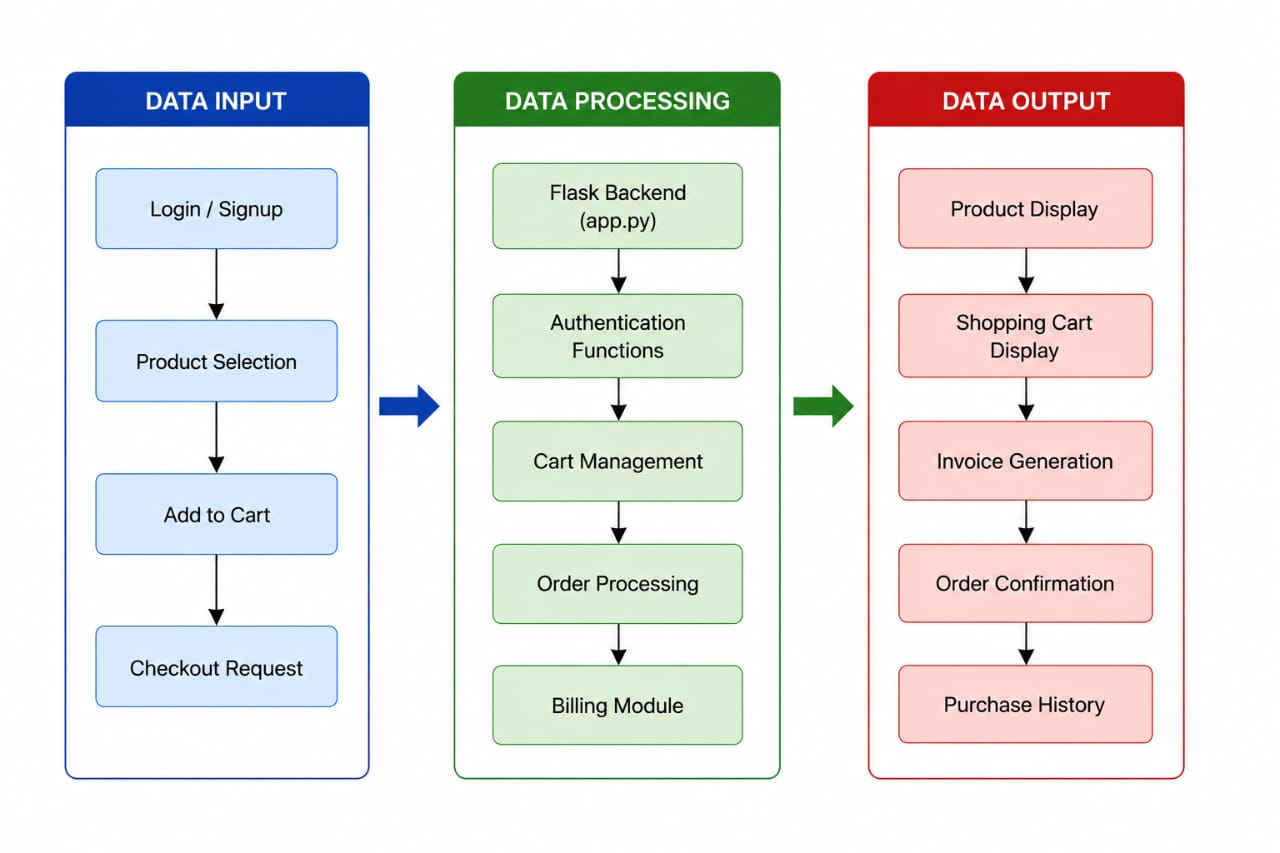 DATA INPUT
Login / Signup
Product Selection
Add to Cart
Checkout Request
DATA PROCESSING
Flask Backend
(app.py)
Authentication
Functions
Cart Management
Order Processing
Billing Module
DATA OUTPUT
Product Display
Shopping Cart
Display
Invoice Generation
Order Confirmation
Purchase History